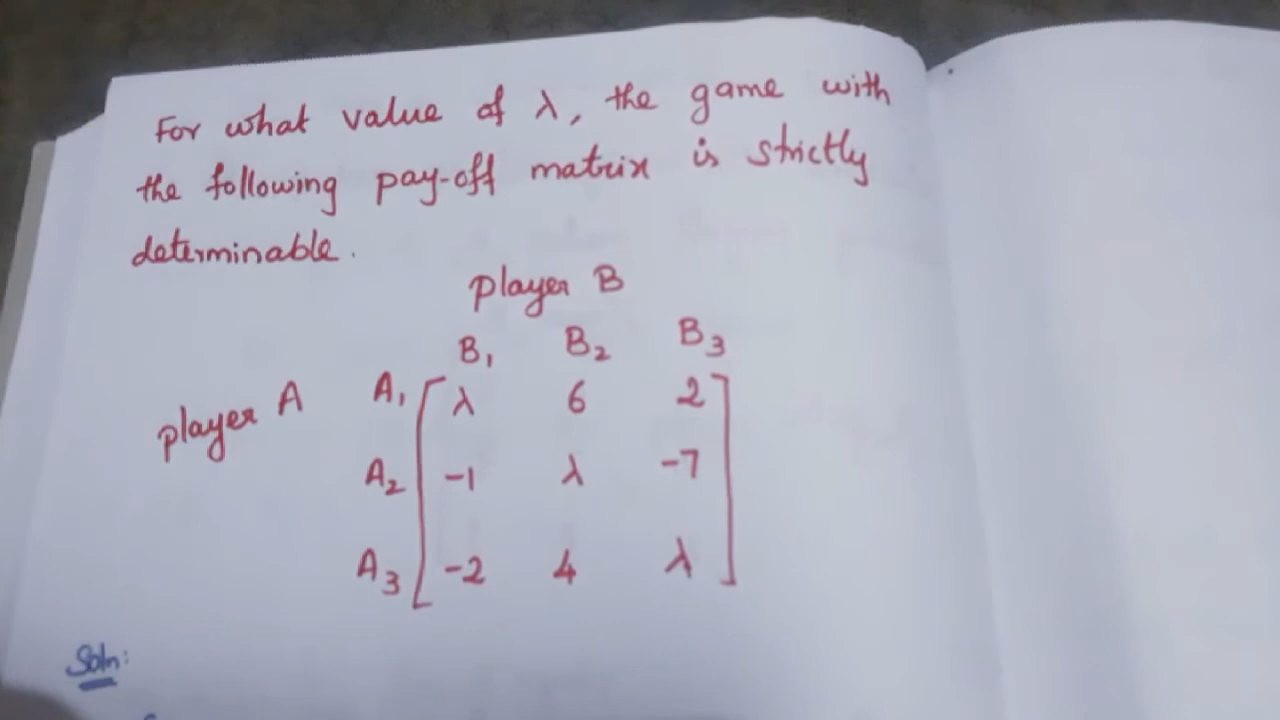 For what value of λ, the game with
the following pay-off matrix is strictly
determinable.
player B
B₁ B₂ B₃
player A A₁ λ 6 2
A₂ -1 λ -7
A₃ -2 4 λ
Soln: